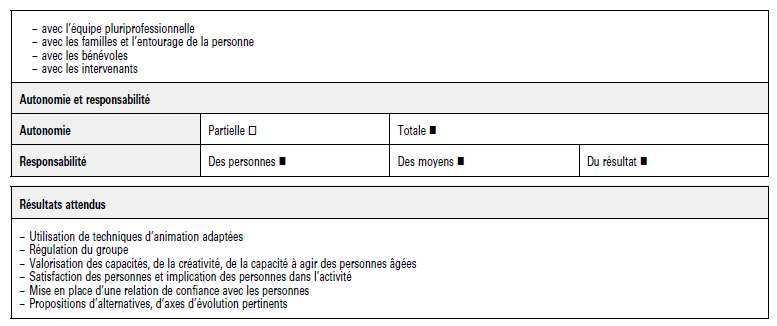 – avec l'équipe pluriprofessionnelle
– avec les familles et l'entourage de la personne
– avec les bénévoles
– avec les intervenants
Autonomie et responsabilité
Autonomie Partielle □ Totale ■
Responsabilité Des personnes ■ Des moyens ■ Du résultat ■
Résultats attendus
– Utilisation de techniques d'animation adaptées
– Régulation du groupe
– Valorisation des capacités, de la créativité, de la capacité à agir des personnes âgées
– Satisfaction des personnes et implication des personnes dans l'activité
– Mise en place d'une relation de confiance avec les personnes
– Propositions d'alternatives, d'axes d'évolution pertinents